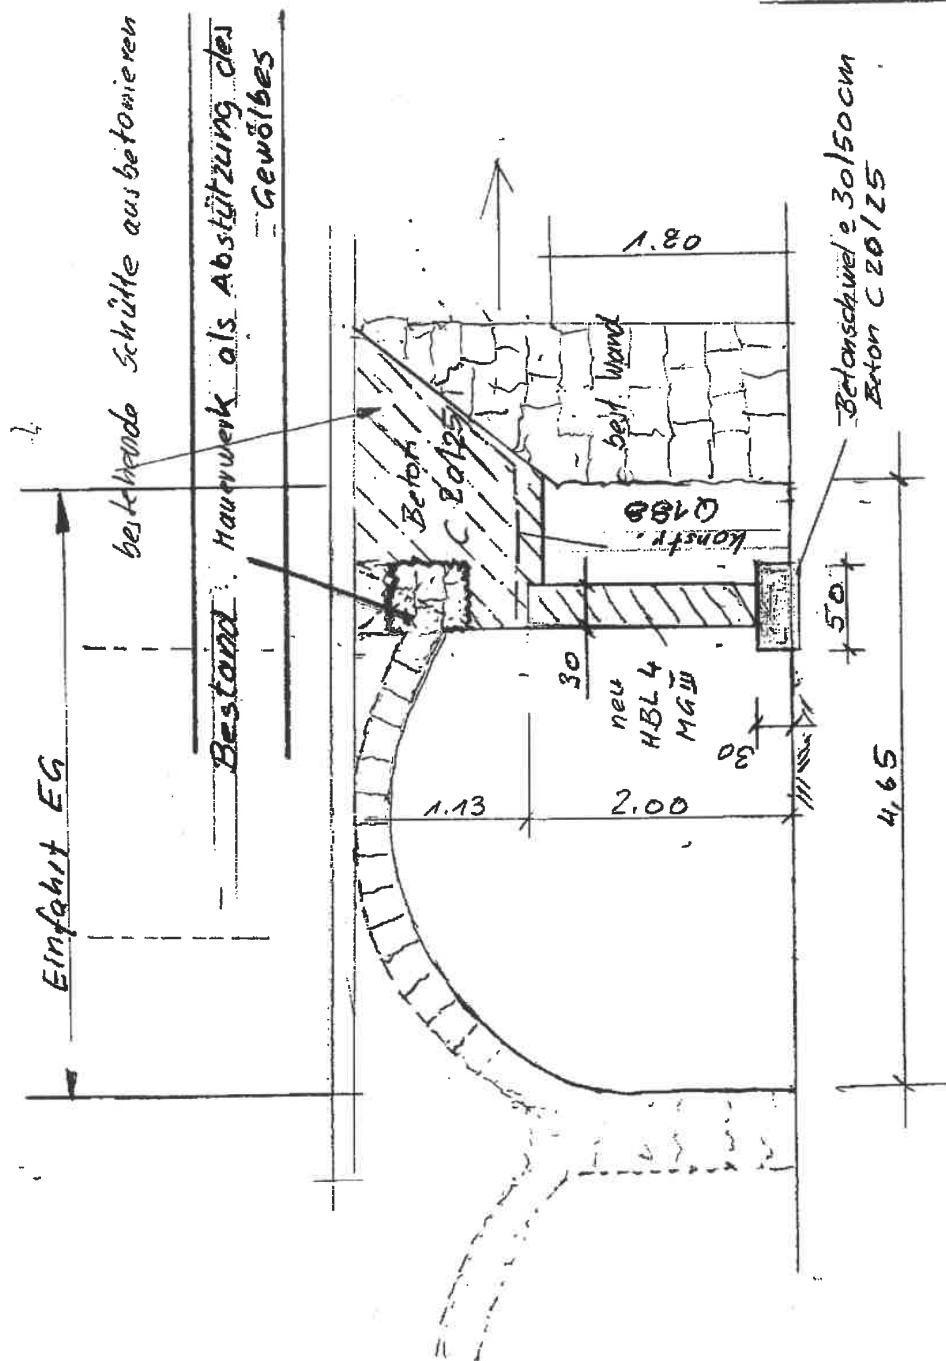 bestehende Schütte ausbetonieren
Bestand. Mauerwerk als Abstützung des
Gewölbes
Einfahrt EG
Beton
C 20/25
best. Wand
1.80
konstr.
Q188
30
neu
HBL 4
MG III
30
50
1.13
2.00
4,65
Betonschwelle 30/50cm
Beton C 20/25